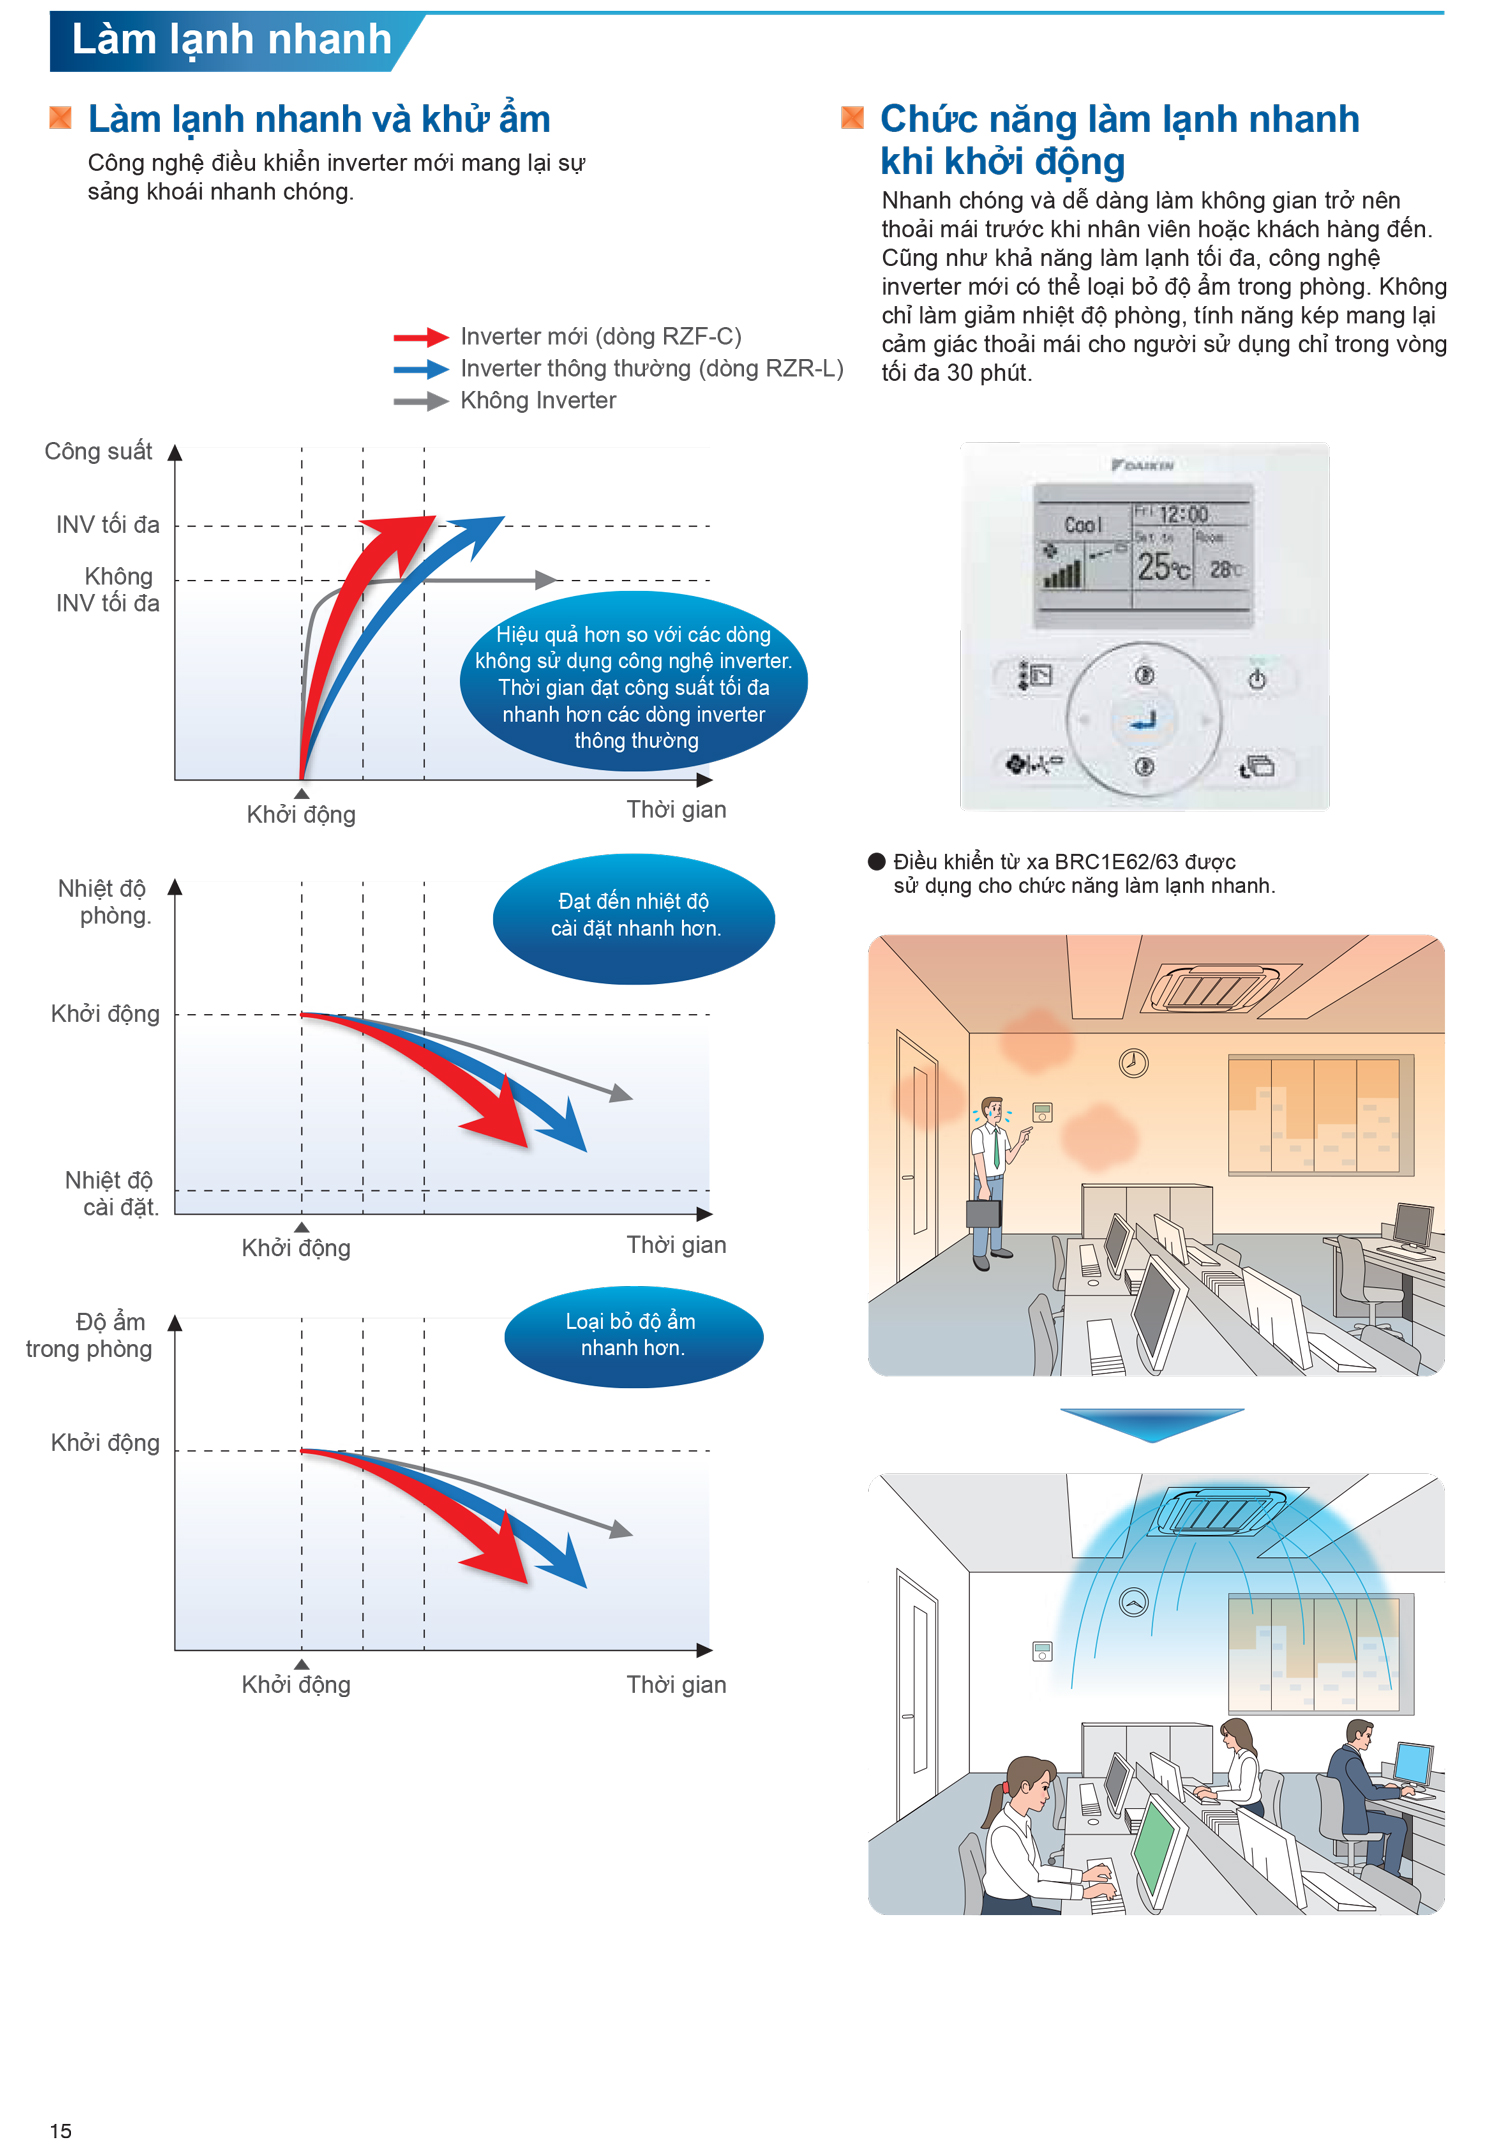 Làm lạnh nhanh
Làm lạnh nhanh và khử ẩm
Công nghệ điều khiển inverter mới mang lại sự
sảng khoái nhanh chóng.
Inverter mới (dòng RZF-C)
Inverter thông thường (dòng RZR-L)
Không Inverter
Công suất
INV tối đa
Không
INV tối đa
Hiệu quả hơn so với các dòng
không sử dụng công nghệ inverter.
Thời gian đạt công suất tối đa
nhanh hơn các dòng inverter
thông thường
Khởi động
Thời gian
Nhiệt độ
phòng.
Đạt đến nhiệt độ
cài đặt nhanh hơn.
Khởi động
Nhiệt độ
cài đặt.
Khởi động
Thời gian
Độ ẩm
trong phòng
Loại bỏ độ ẩm
nhanh hơn.
Khởi động
Khởi động
Thời gian
Chức năng làm lạnh nhanh
khi khởi động
Nhanh chóng và dễ dàng làm không gian trở nên
thoải mái trước khi nhân viên hoặc khách hàng đến.
Cũng như khả năng làm lạnh tối đa, công nghệ
inverter mới có thể loại bỏ độ ẩm trong phòng. Không
chỉ làm giảm nhiệt độ phòng, tính năng kép mang lại
cảm giác thoải mái cho người sử dụng chỉ trong vòng
tối đa 30 phút.
DAIKIN
Fri 12:00
Cool
Set to Room
25°C 28°C
● Điều khiển từ xa BRC1E62/63 được
sử dụng cho chức năng làm lạnh nhanh.
15